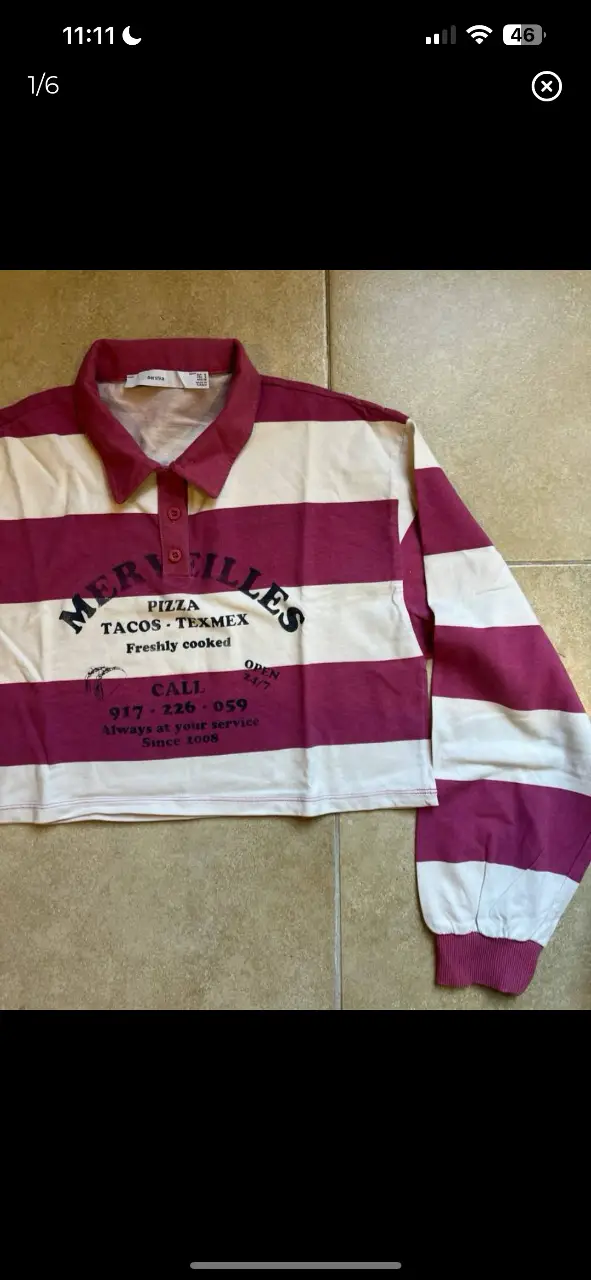 11:11
46
1/6
MERVEILLES
PIZZA
TACOS - TEXMEX
Freshly cooked
OPEN
24/7
CALL
917 - 226 - 059
Always at your service
Since 2008